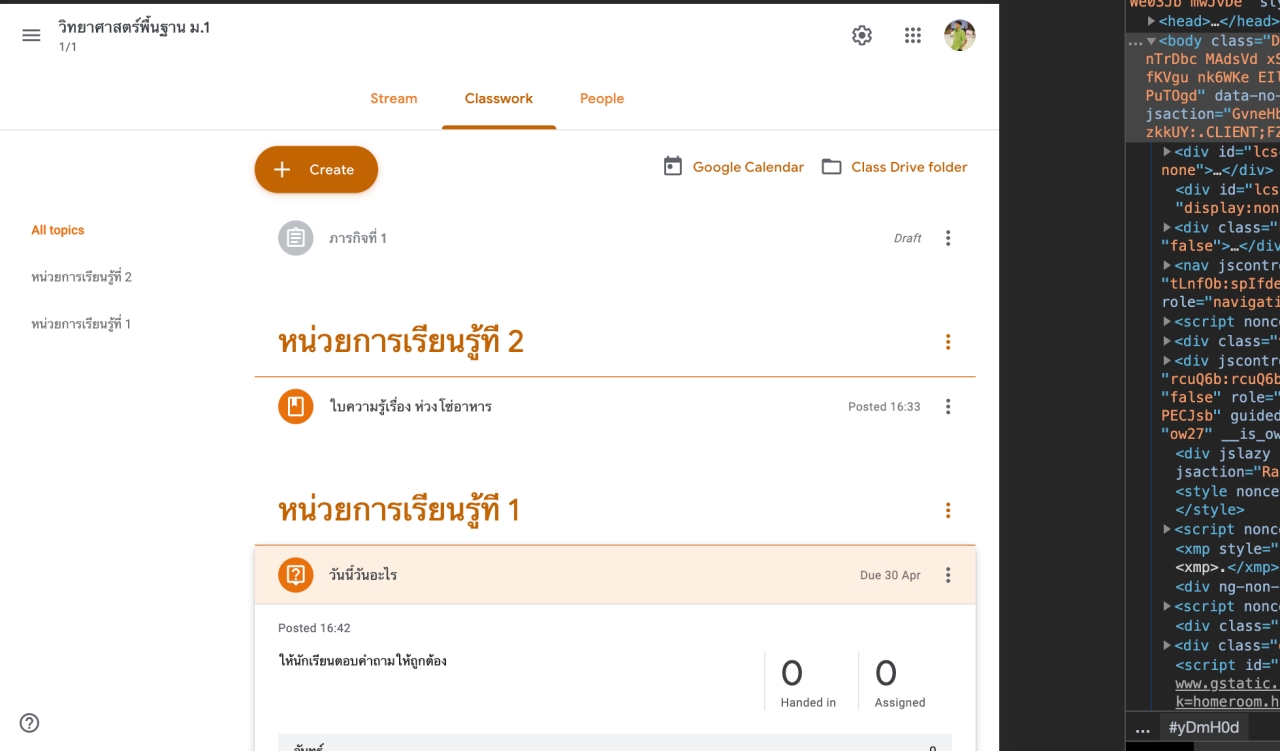 วิทยาศาสตร์พื้นฐาน ม.1
1/1
Stream
Classwork
People
Create
Google Calendar
Class Drive folder
All topics
หน่วยการเรียนรู้ที่ 2
หน่วยการเรียนรู้ที่ 1
ภารกิจที่ 1
Draft
หน่วยการเรียนรู้ที่ 2
ใบความรู้เรื่อง ห่วงโซ่อาหาร
Posted 16:33
หน่วยการเรียนรู้ที่ 1
วันนี้วันอะไร
Due 30 Apr
Posted 16:42
ให้นักเรียนตอบคำถามให้ถูกต้อง
0
Handed in
0
Assigned
จันทร์
<head>…</head>
<body class="D
nTrDbc MAdsVd xS
fKVgu nk6WKe EIl
PuTOgd" data-no-
jsaction="GvneHb
zkkUY:.CLIENT;FZ
<div id="lcs
none">…</div>
<div id="lcs
"display:non
<div class="
"false">…</div
<nav jscontro
"tLnfOb:spIfde
role="navigati
<script nonc
<div class="
<div jscontro
"rcuQ6b:rcuQ6b
"false" role="
PECJsb" guided
"ow27" __is_ow
<div jslazy
jsaction="Ra
<style nonce
</style>
<script nonc
<xmp style="
<xmp>.</xmp>
<div ng-non-
<script nonc
<div class="
<div class="
<script id="
www.gstatic.
k=homeroom.h
... #yDmH0d